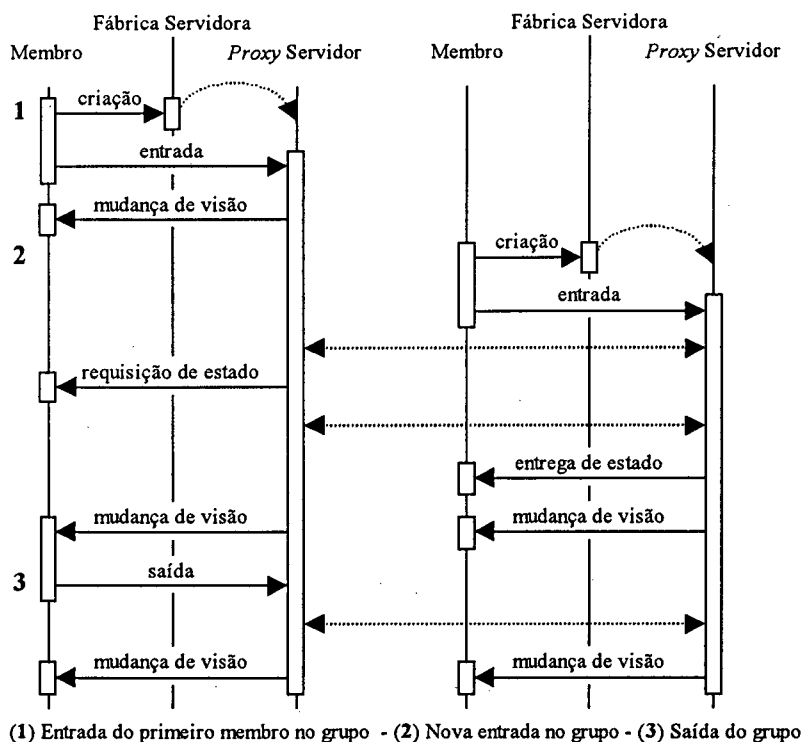 Fábrica Servidora
Membro
Proxy Servidor
Fábrica Servidora
Membro
Proxy Servidor
1
criação
entrada
mudança de visão
2
criação
entrada
requisição de estado
entrega de estado
mudança de visão
mudança de visão
3
saída
mudança de visão
mudança de visão
(1) Entrada do primeiro membro no grupo - (2) Nova entrada no grupo - (3) Saída do grupo